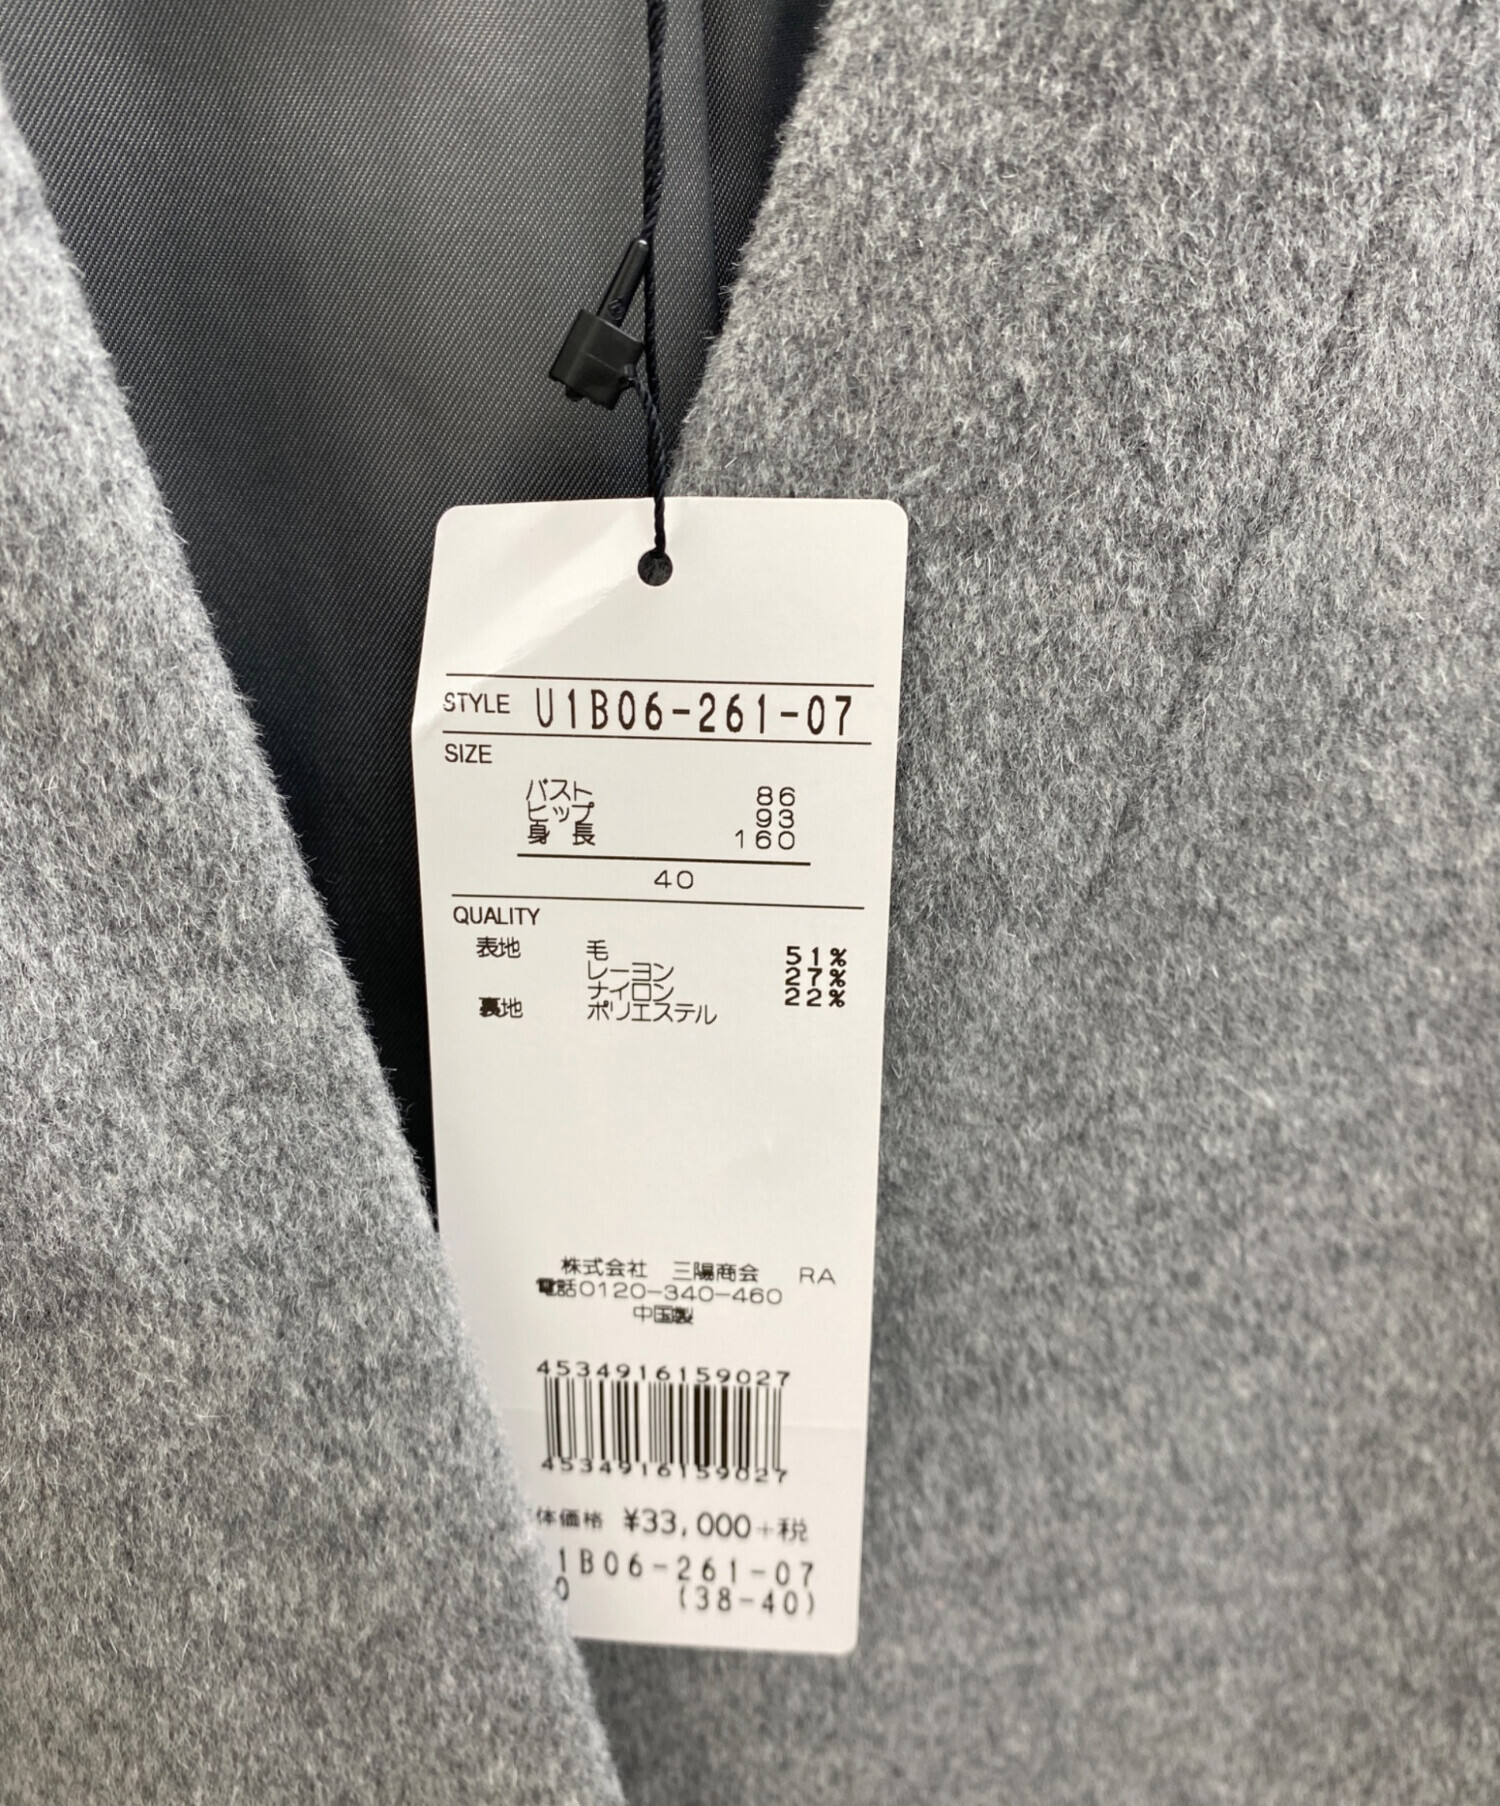 STYLE U1B06-261-07
SIZE
バスト 86
ヒップ 93
身長 160
40
QUALITY
表地 毛 51%
レーヨン 27%
ナイロン 22%
裏地 ポリエステル
株式会社 三陽商会 RA
電話0120-340-460
中国製
4534916159027
4534916159027
体価格 ¥33,000+税
1B06-261-07
0 (38-40)